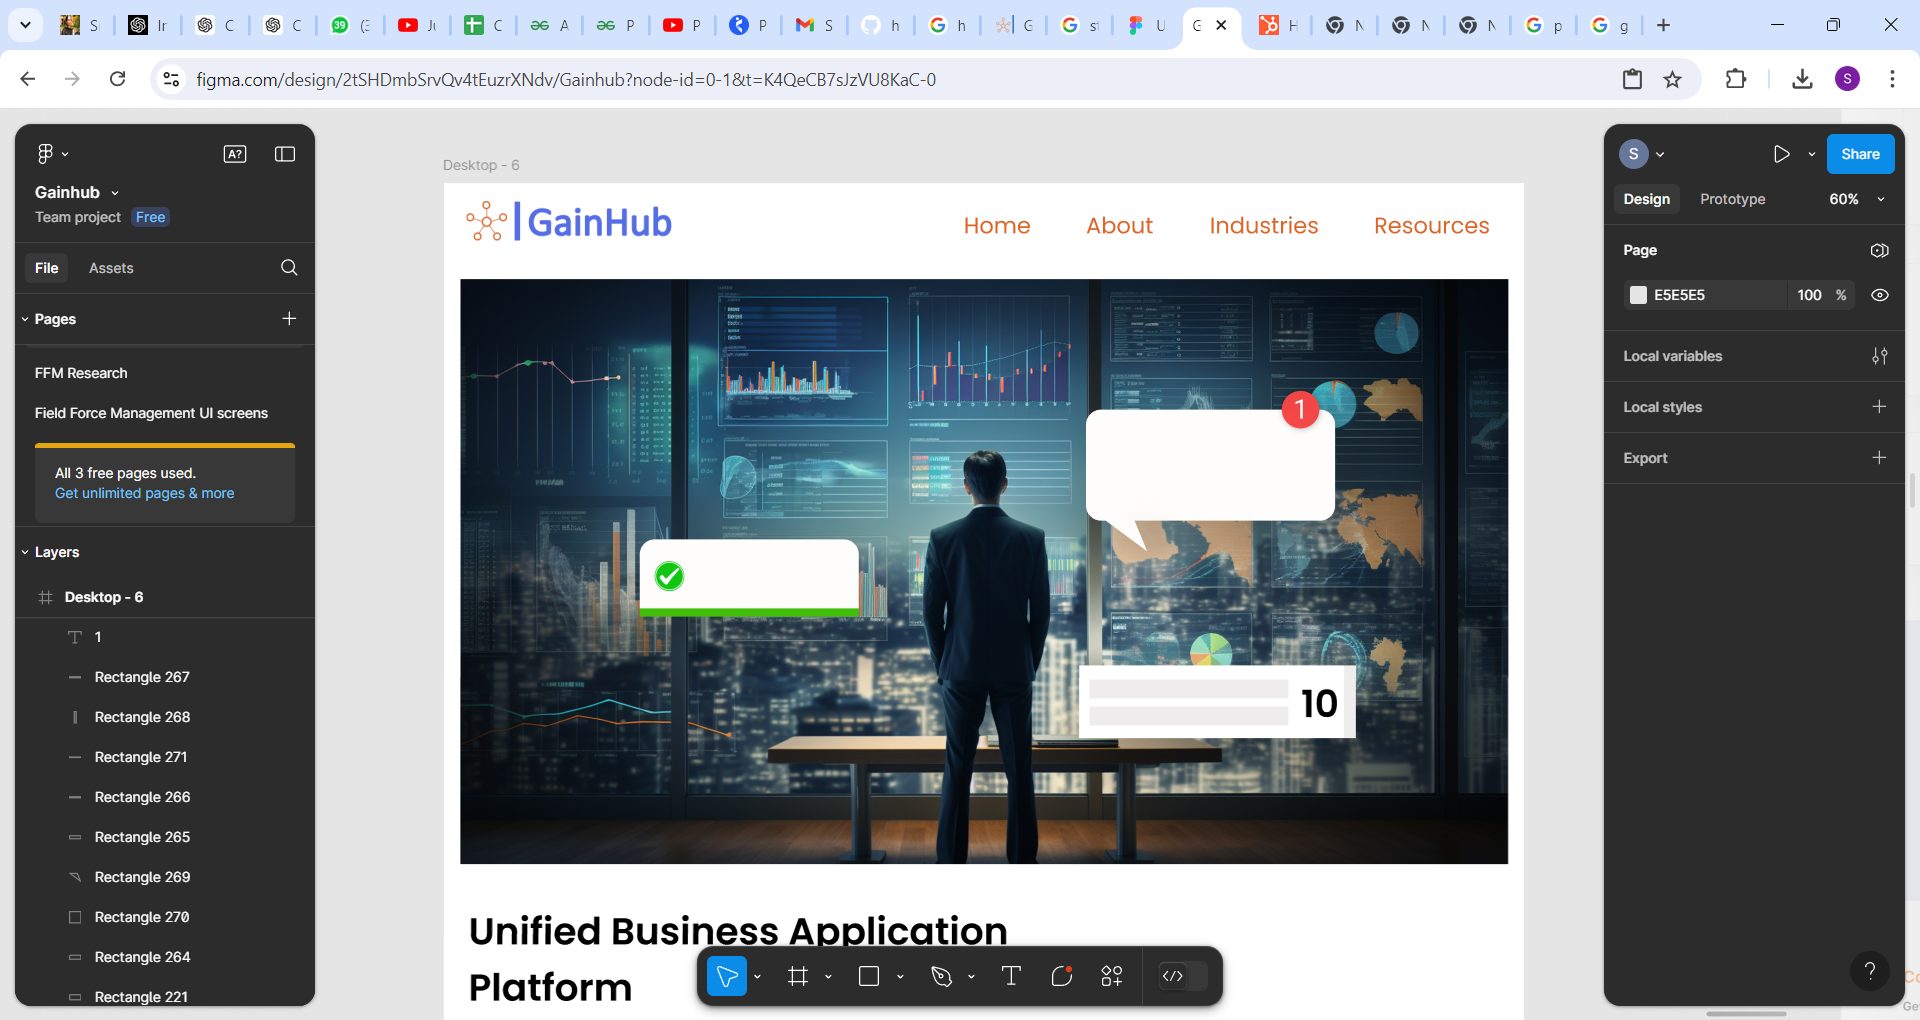 Sr
Ir
C
C
(3
Ju
C
A
P
P
P
S
h
h
G
st
U
G
H
N
N
N
p
g
figma.com/design/2tSHDmbSrvQv4tEuzrXNdv/Gainhub?node-id=0-1&t=K4QeCB7sJzVU8KaC-0
S
A?
Gainhub
Team project Free
File Assets
Pages
FFM Research
Field Force Management UI screens
All 3 free pages used.
Get unlimited pages & more
Layers
Desktop - 6
1
Rectangle 267
Rectangle 268
Rectangle 271
Rectangle 266
Rectangle 265
Rectangle 269
Rectangle 270
Rectangle 264
Rectangle 221
Desktop - 6
GainHub
Home About Industries Resources
1
10
Unified Business Application
Platform
S
Share
Design Prototype 60%
Page
E5E5E5 100 %
Local variables
Local styles
Export
?